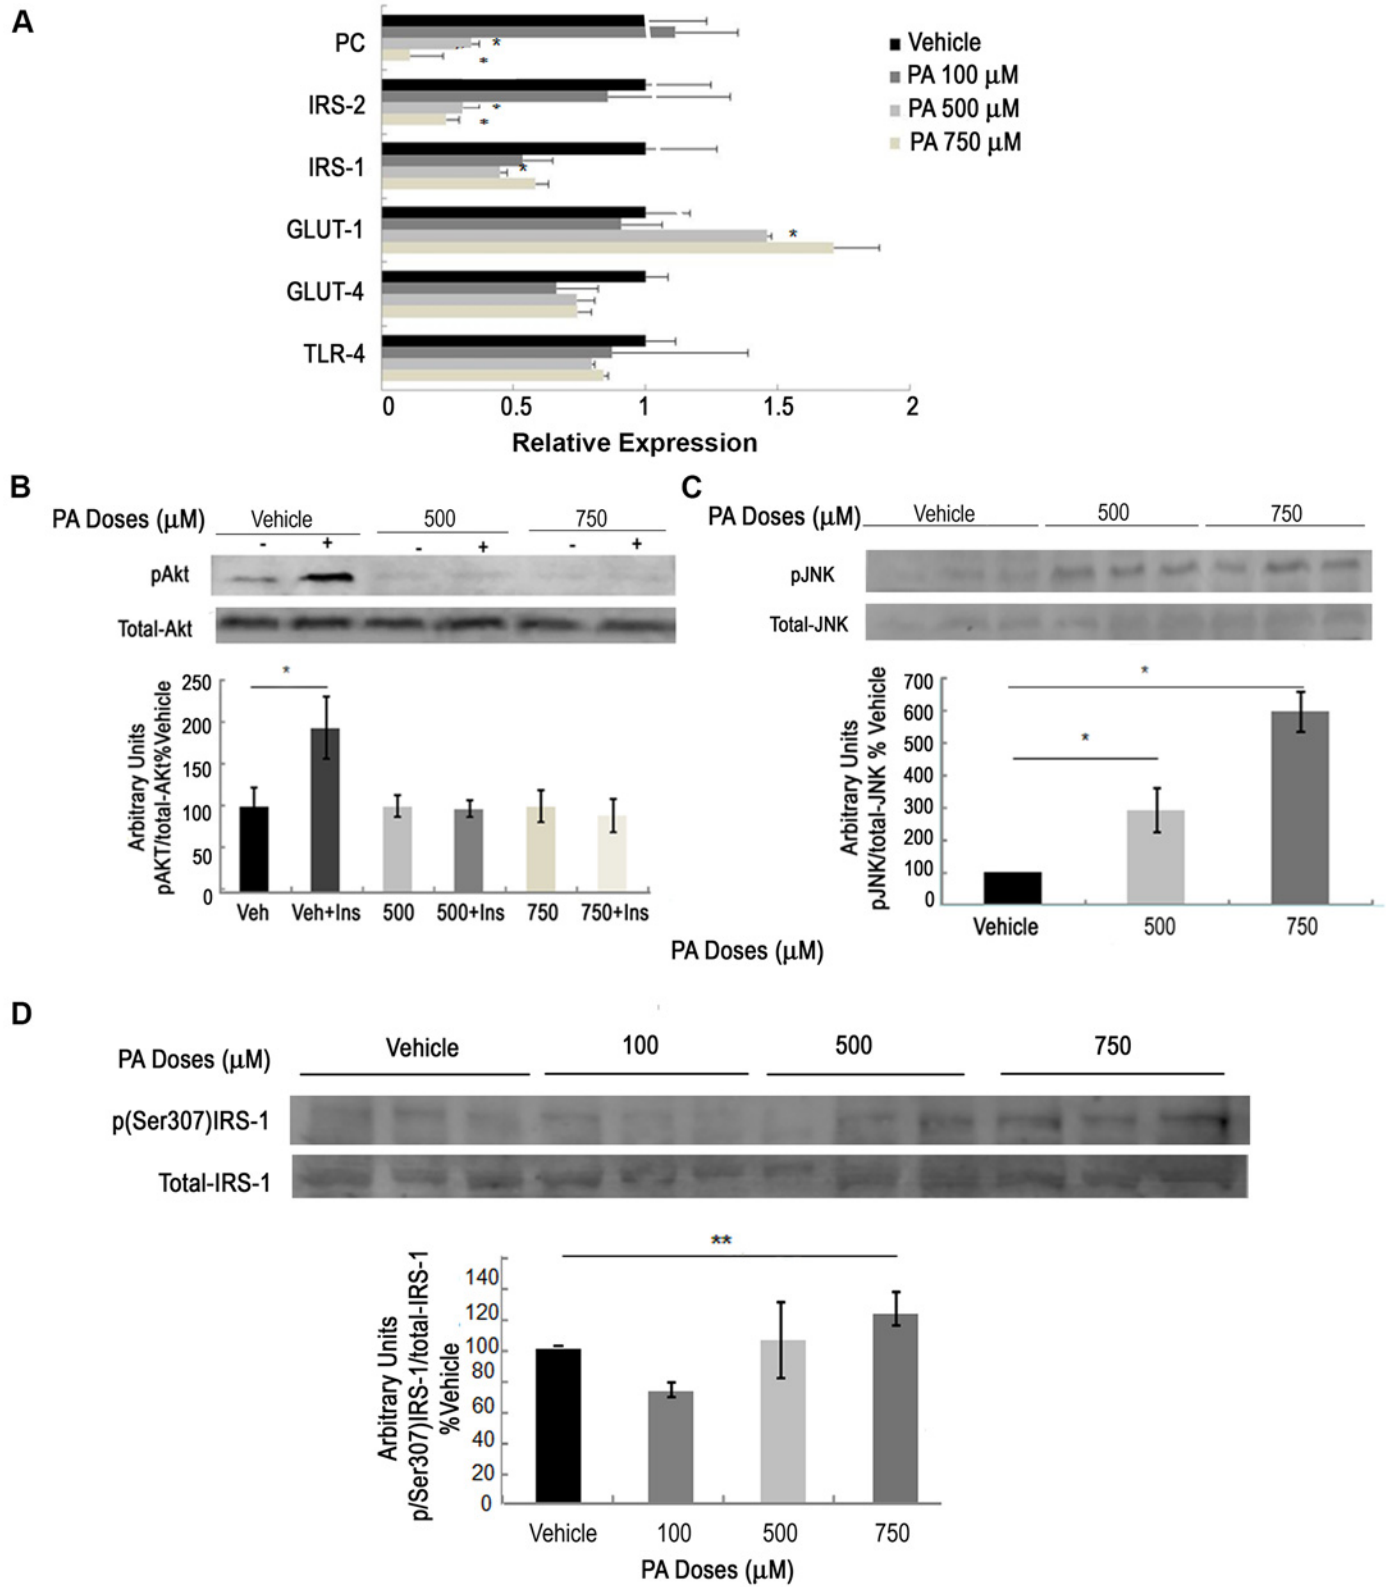 A
PC
IRS-2
IRS-1
GLUT-1
GLUT-4
TLR-4
* 
*
*
*
*
*
0 0.5 1 1.5 2
Relative Expression
Vehicle
PA 100 μM
PA 500 μM
PA 750 μM
B
PA Doses (μM) Vehicle 500 750
- + - + - +
pAkt
Total-Akt
*
Arbitrary Units
pAKT/total-AKt%Vehicle
250
200
150
100
50
0
Veh Veh+Ins 500 500+Ins 750 750+Ins
C
PA Doses (μM) Vehicle 500 750
pJNK
Total-JNK
*
*
Arbitrary Units
pJNK/total-JNK % Vehicle
700
600
500
400
300
200
100
0
Vehicle 500 750
PA Doses (μM)
D
PA Doses (μM) Vehicle 100 500 750
p(Ser307)IRS-1
Total-IRS-1
**
Arbitrary Units
p/Ser307)IRS-1/total-IRS-1
%Vehicle
140
120
100
80
60
40
20
0
Vehicle 100 500 750
PA Doses (μM)